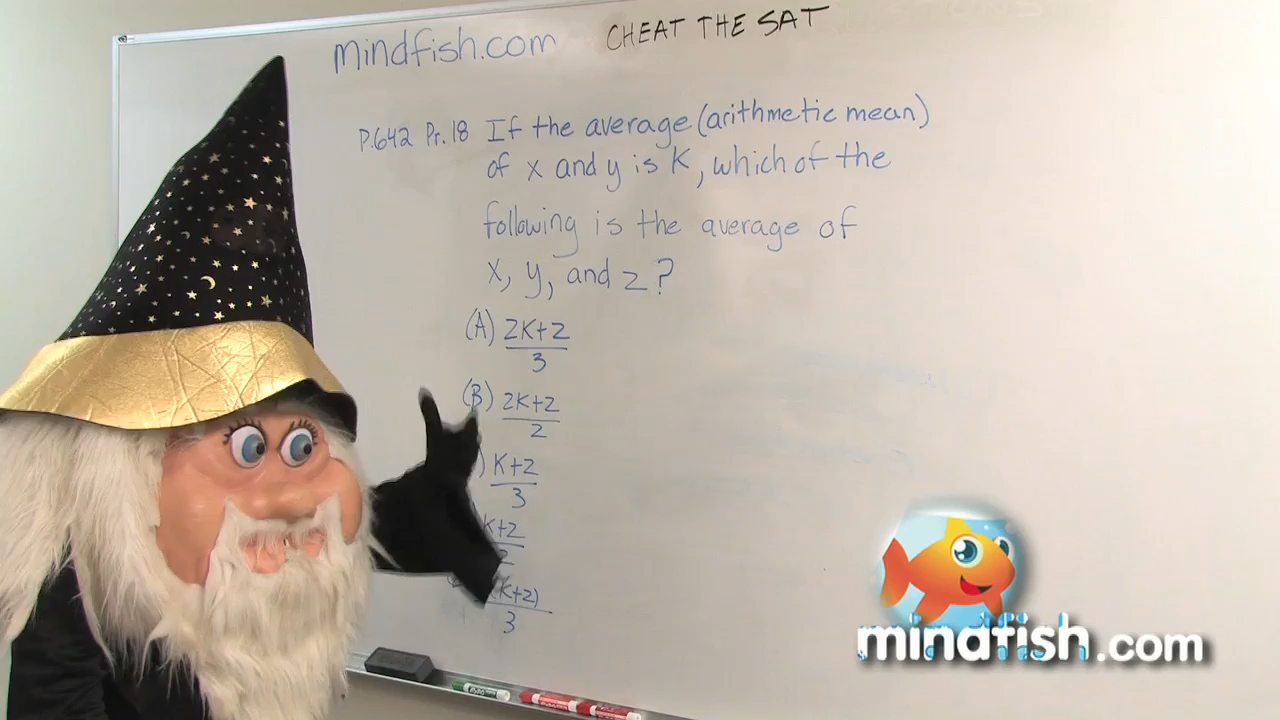 mindfish.com CHEAT THE SAT
P.642 Pr.18 If the average (arithmetic mean)
of x and y is K, which of the
following is the average of
x, y, and z?
(A) 2K+z
3
(B) 2K+z
2
) K+z
3
K+z
2
(K+z)
3
mindfish.com